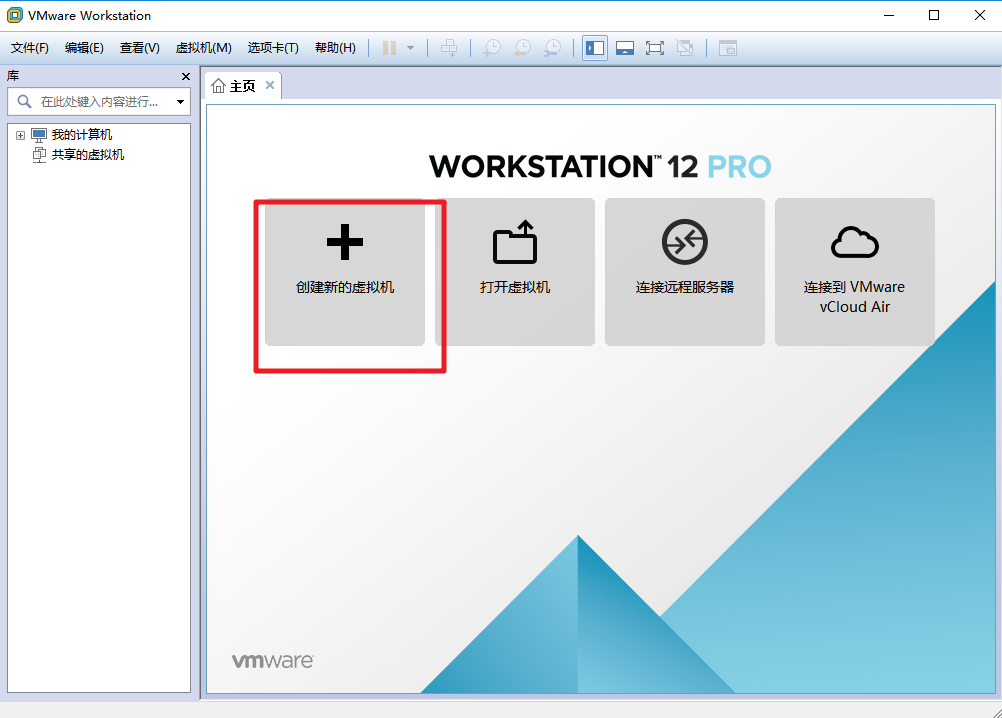 VMware Workstation
文件(F) 编辑(E) 查看(V) 虚拟机(M) 选项卡(T) 帮助(H)
库
在此处键入内容进行...
我的计算机
共享的虚拟机
主页
WORKSTATION™ 12 PRO
创建新的虚拟机
打开虚拟机
连接远程服务器
连接到 VMware
vCloud Air
vmware